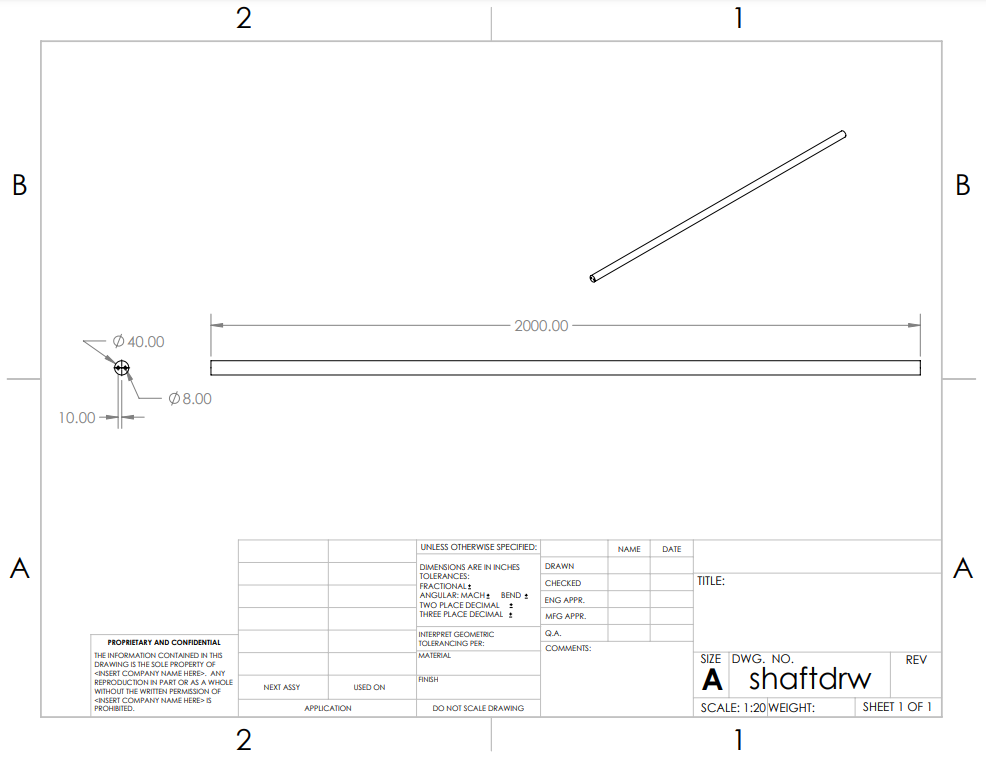 2
1
B
B
2000.00
Ø 40.00
Ø 8.00
10.00
A
A
UNLESS OTHERWISE SPECIFIED:
DIMENSIONS ARE IN INCHES
TOLERANCES:
FRACTIONAL ±
ANGULAR: MACH ± BEND ±
TWO PLACE DECIMAL ±
THREE PLACE DECIMAL ±
INTERPRET GEOMETRIC
TOLERANCING PER:
MATERIAL
FINISH
DO NOT SCALE DRAWING
NAME DATE
DRAWN
CHECKED
ENG APPR.
MFG APPR.
Q.A.
COMMENTS:
TITLE:
SIZE DWG. NO. REV
A shaftdrw
SCALE: 1:20 WEIGHT: SHEET 1 OF 1
PROPRIETARY AND CONFIDENTIAL
THE INFORMATION CONTAINED IN THIS
DRAWING IS THE SOLE PROPERTY OF
<INSERT COMPANY NAME HERE>. ANY
REPRODUCTION IN PART OR AS A WHOLE
WITHOUT THE WRITTEN PERMISSION OF
<INSERT COMPANY NAME HERE> IS
PROHIBITED.
NEXT ASSY USED ON
APPLICATION
2
1